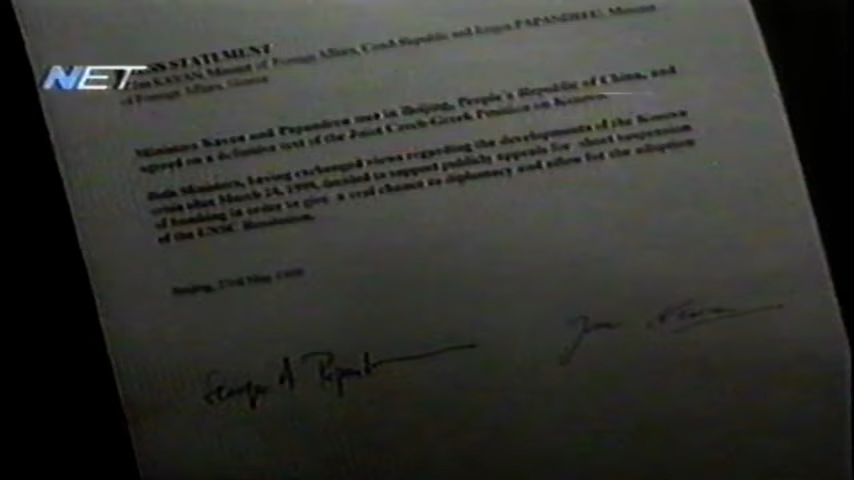 NET
STATEMENT
Jan KAVAN, Minister of Foreign Affairs, Czech Republic and George PAPANDREOU, Minister
of Foreign Affairs, Greece
Ministers Kavan and Papandreou met in Beijing, People's Republic of China, and
agreed on a definitive text of the Joint Czech-Greek Position on Kosovo.
Both Ministers, having exchanged views regarding the developments of the Kosovo
crisis after March 24, 1999, decided to support publicly appeals for short suspension
of bombing in order to give a real chance to diplomacy and allow for the adoption
of the UNSC Resolution.
Beijing, 23rd May 1999
George A
Jan Kavan